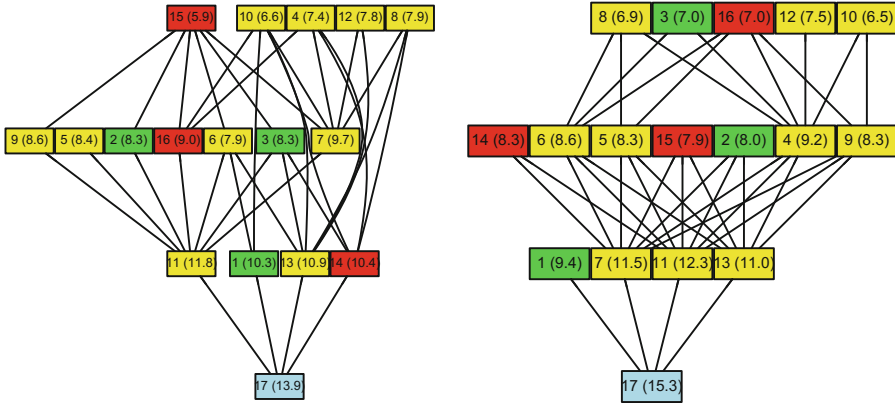 15 (5.9) 10 (6.6) 4 (7.4) 12 (7.8) 8 (7.9)
9 (8.6) 5 (8.4) 2 (8.3) 16 (9.0) 6 (7.9) 3 (8.3) 7 (9.7)
11 (11.8) 1 (10.3) 13 (10.9) 14 (10.4)
17 (13.9)
8 (6.9) 3 (7.0) 16 (7.0) 12 (7.5) 10 (6.5)
14 (8.3) 6 (8.6) 5 (8.3) 15 (7.9) 2 (8.0) 4 (9.2) 9 (8.3)
1 (9.4) 7 (11.5) 11 (12.3) 13 (11.0)
17 (15.3)